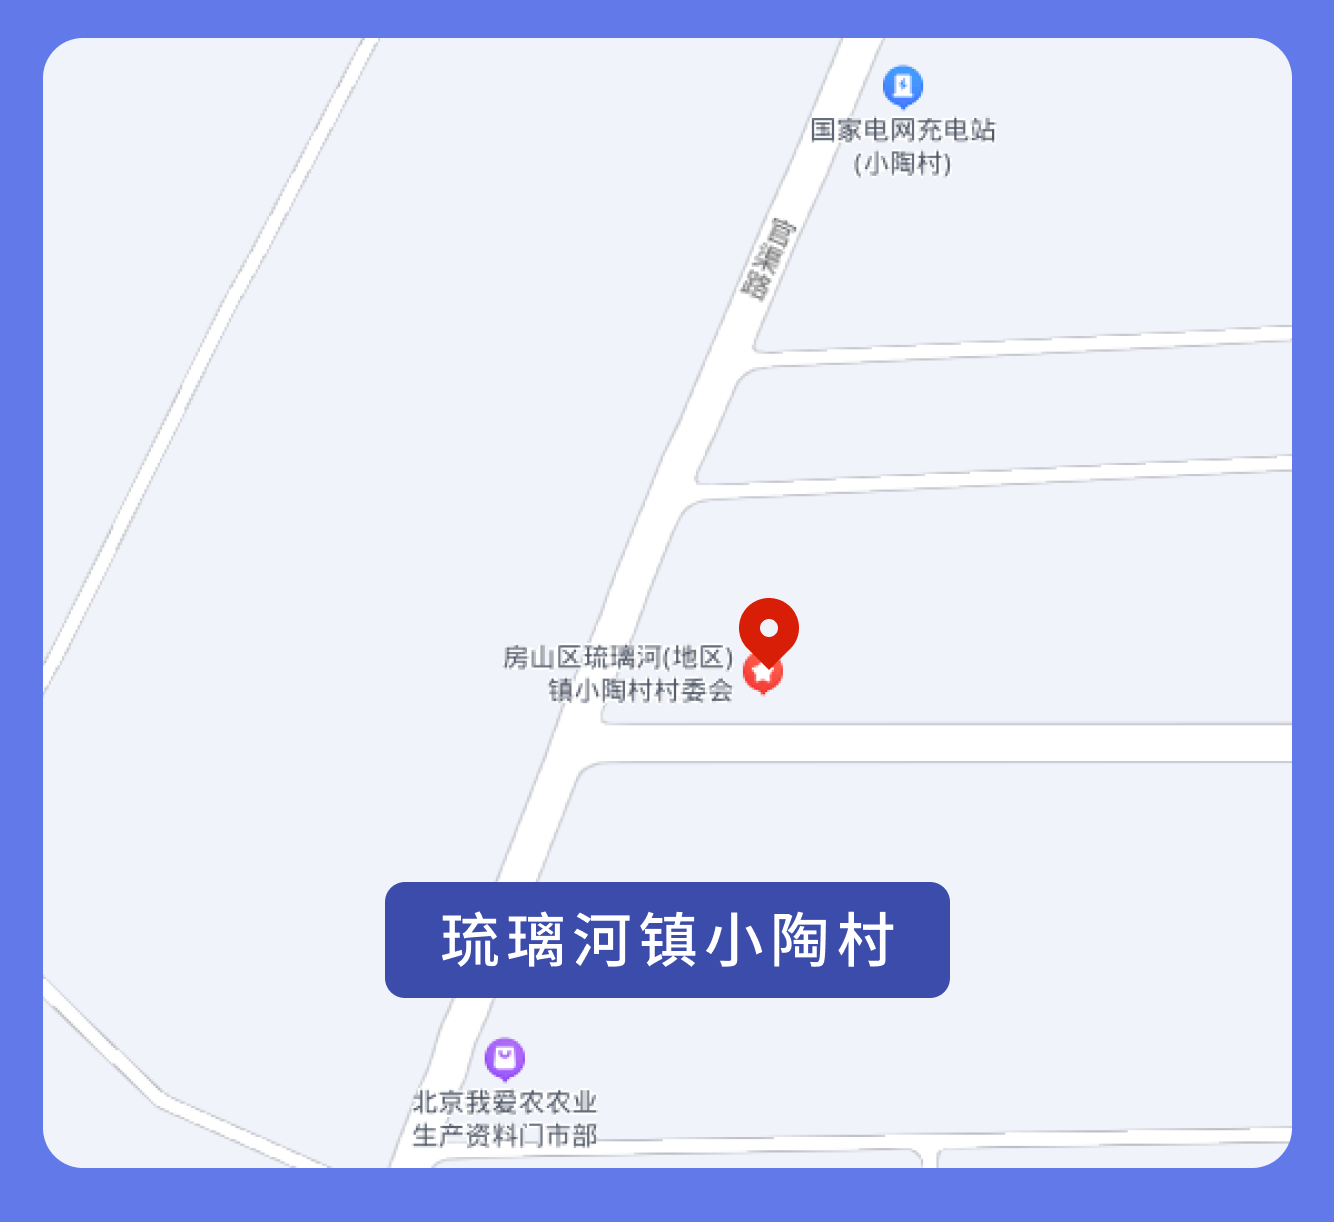 国家电网充电站
(小陶村)
官渠路
房山区琉璃河(地区)
镇小陶村村委会
琉璃河镇小陶村
北京我爱农农业
生产资料门市部